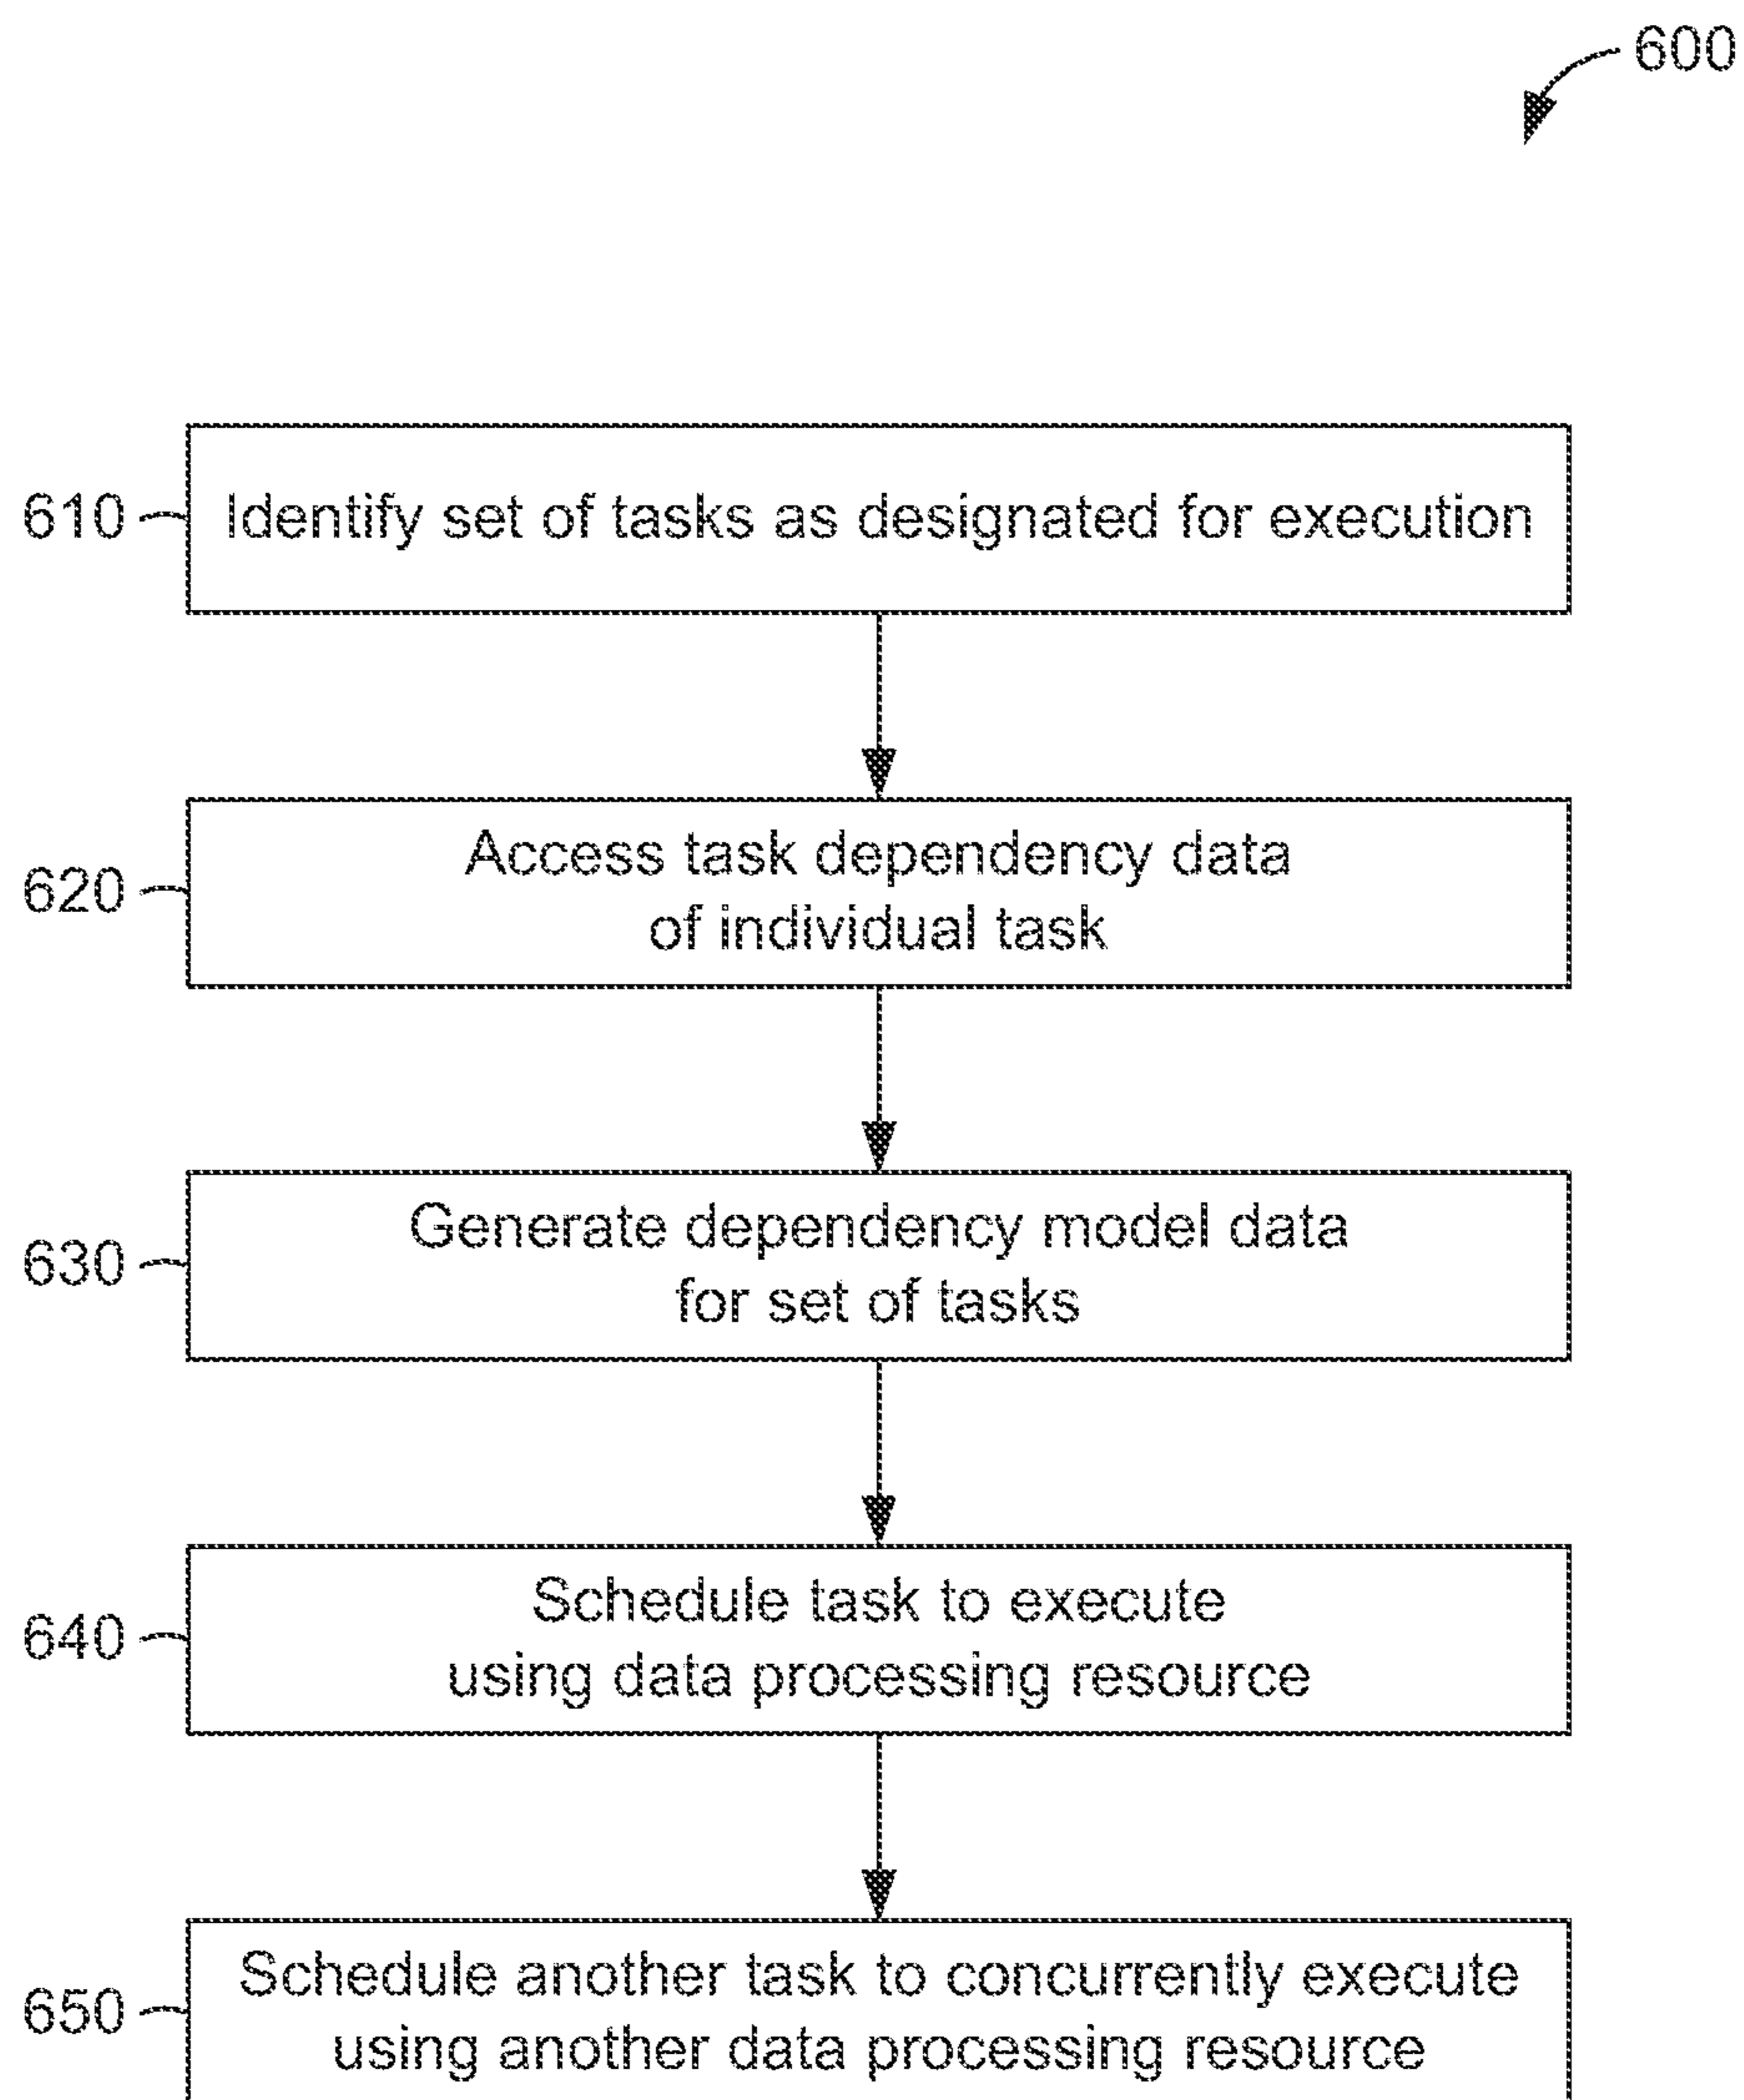 600
610
Identify set of tasks as designated for execution
620
Access task dependency data
of individual task
630
Generate dependency model data
for set of tasks
640
Schedule task to execute
using data processing resource
650
Schedule another task to concurrently execute
using another data processing resource